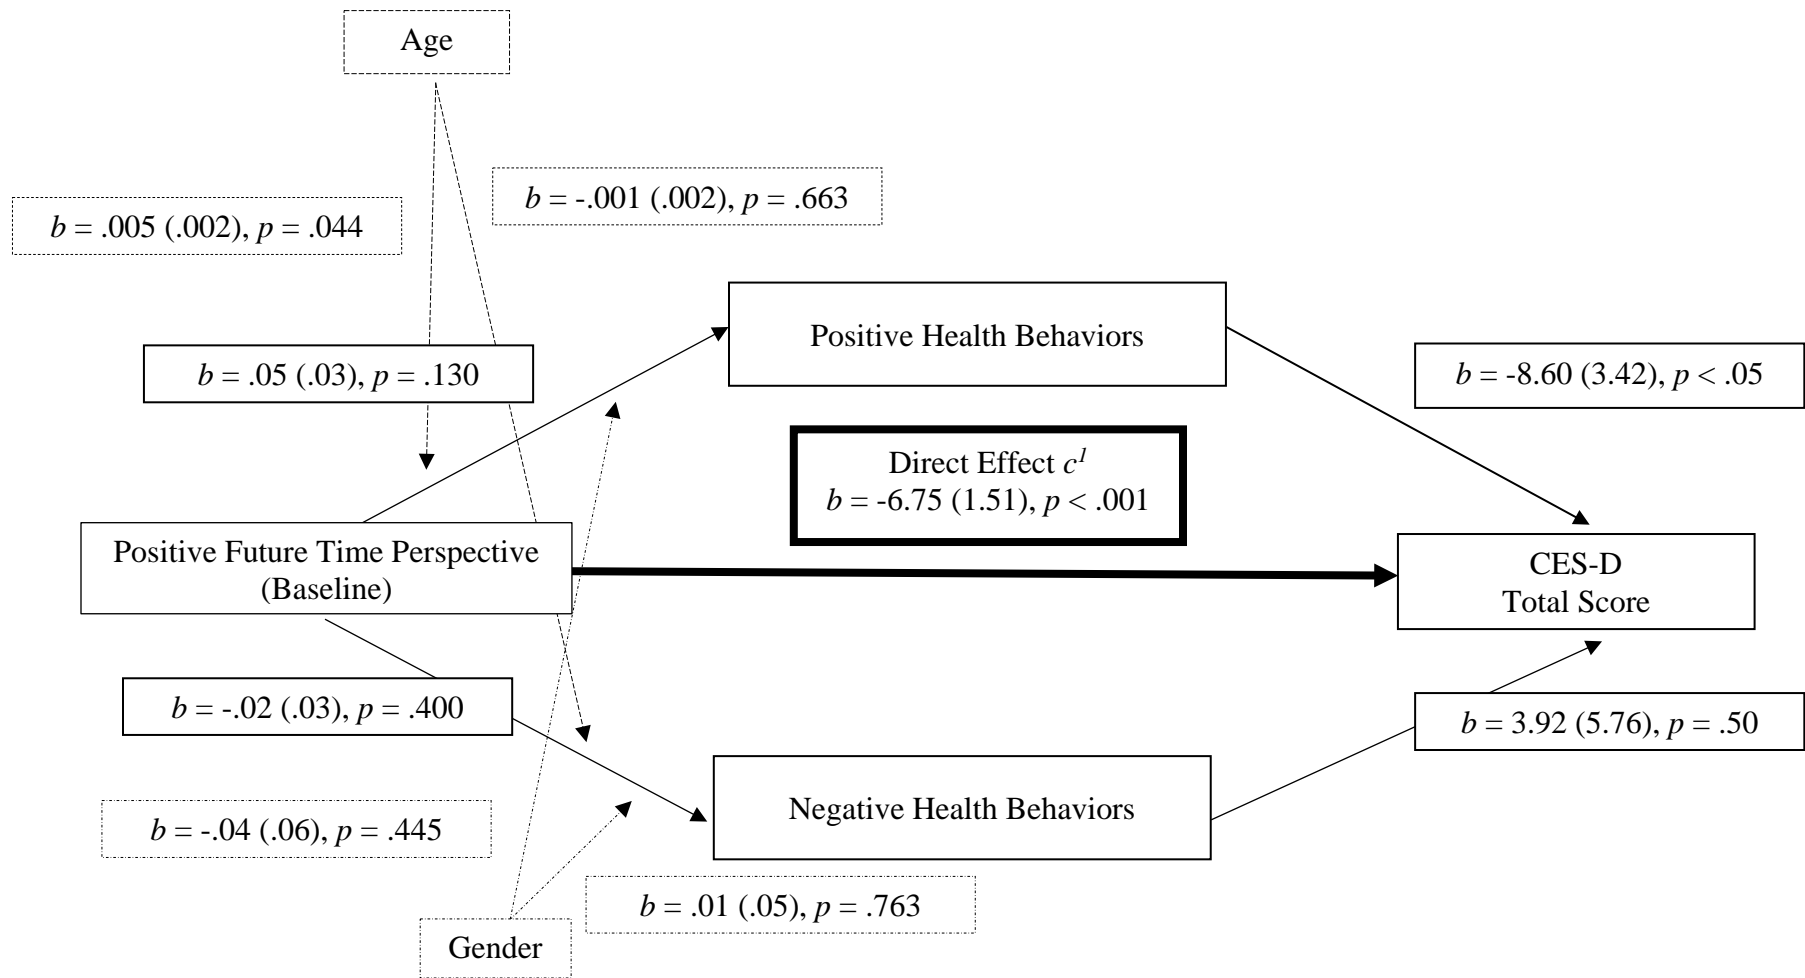 Age
b = -.001 (.002), p = .663
b = .005 (.002), p = .044
Positive Health Behaviors
b = .05 (.03), p = .130
b = -8.60 (3.42), p < .05
Direct Effect c¹
b = -6.75 (1.51), p < .001
Positive Future Time Perspective
(Baseline)
CES-D
Total Score
b = -.02 (.03), p = .400
b = 3.92 (5.76), p = .50
Negative Health Behaviors
b = -.04 (.06), p = .445
b = .01 (.05), p = .763
Gender